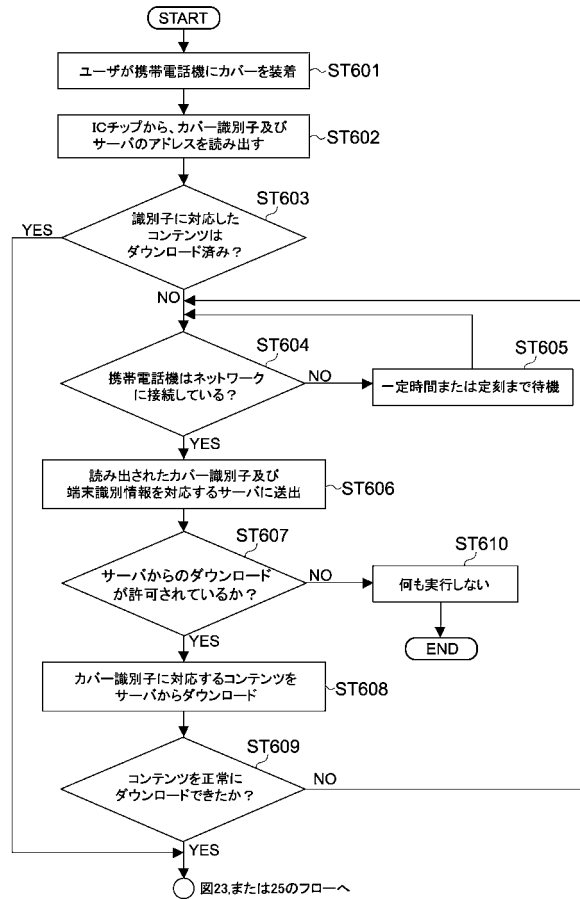 START
ユーザが携帯電話機にカバーを装着
ST601
ICチップから、カバー識別子及び
サーバのアドレスを読み出す
ST602
ST603
識別子に対応した
コンテンツは
ダウンロード済み？
YES
NO
ST604
携帯電話機はネットワーク
に接続している？
NO
ST605
一定時間または定刻まで待機
YES
読み出されたカバー識別子及び
端末識別情報を対応するサーバに送出
ST606
ST607
サーバからのダウンロード
が許可されているか？
NO
ST610
何も実行しない
END
YES
カバー識別子に対応するコンテンツを
サーバからダウンロード
ST608
ST609
コンテンツを正常に
ダウンロードできたか？
NO
YES
図23,または25のフローへ